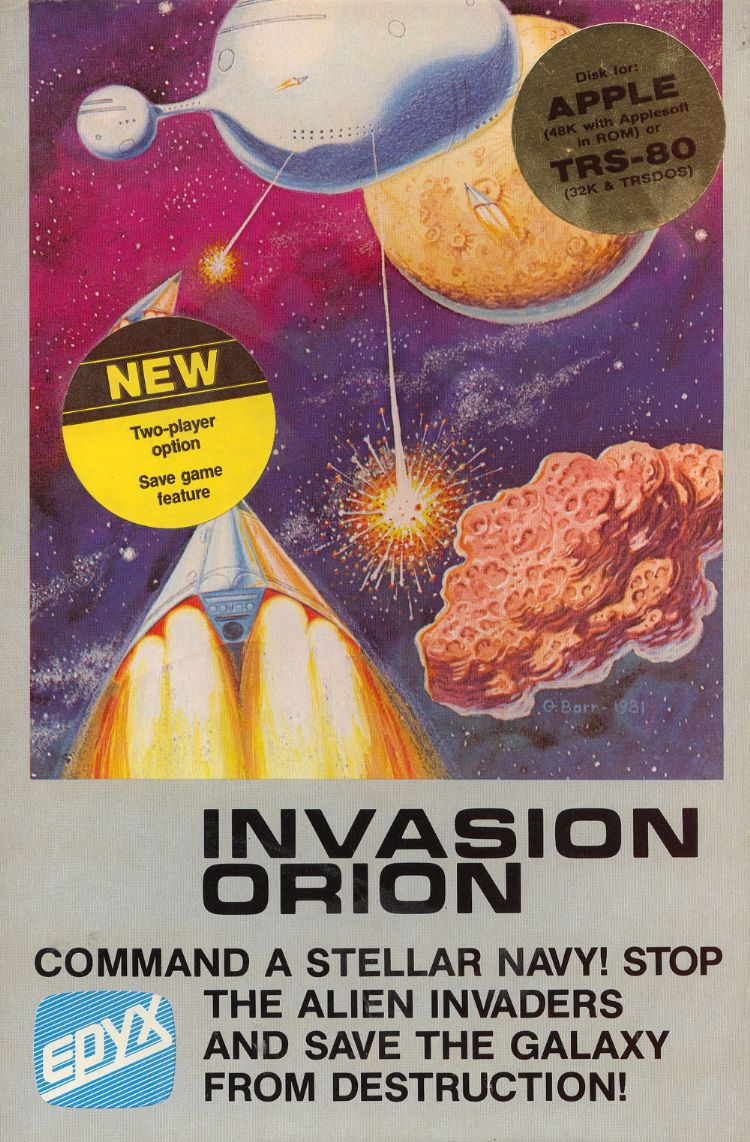 Disk for:
APPLE
(48K with Applesoft
in ROM) or
TRS-80
(32K & TRSDOS)
NEW
Two-player
option
Save game
feature
G·Barr·1981
INVASION
ORION
COMMAND A STELLAR NAVY! STOP
THE ALIEN INVADERS
AND SAVE THE GALAXY
FROM DESTRUCTION!
EPYX